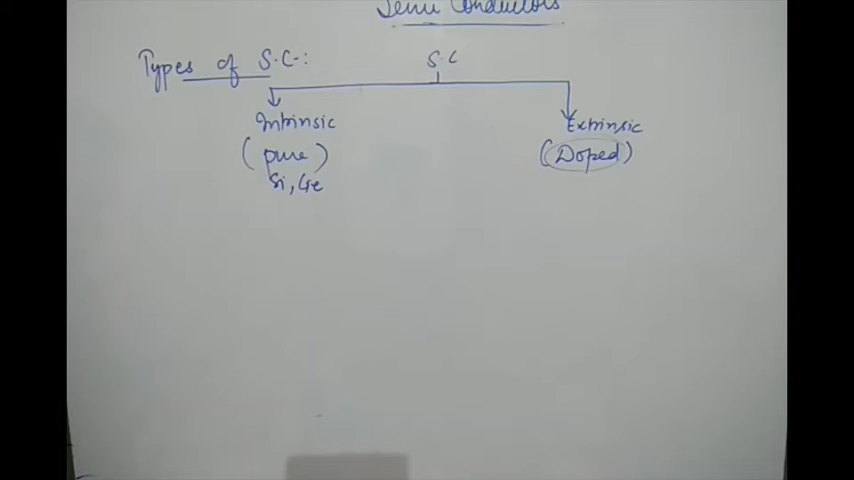 Semi Conductors
Types of S.C-:
S.C
Intrinsic
Extrinsic
(pure)
(Doped)
Si, Ge